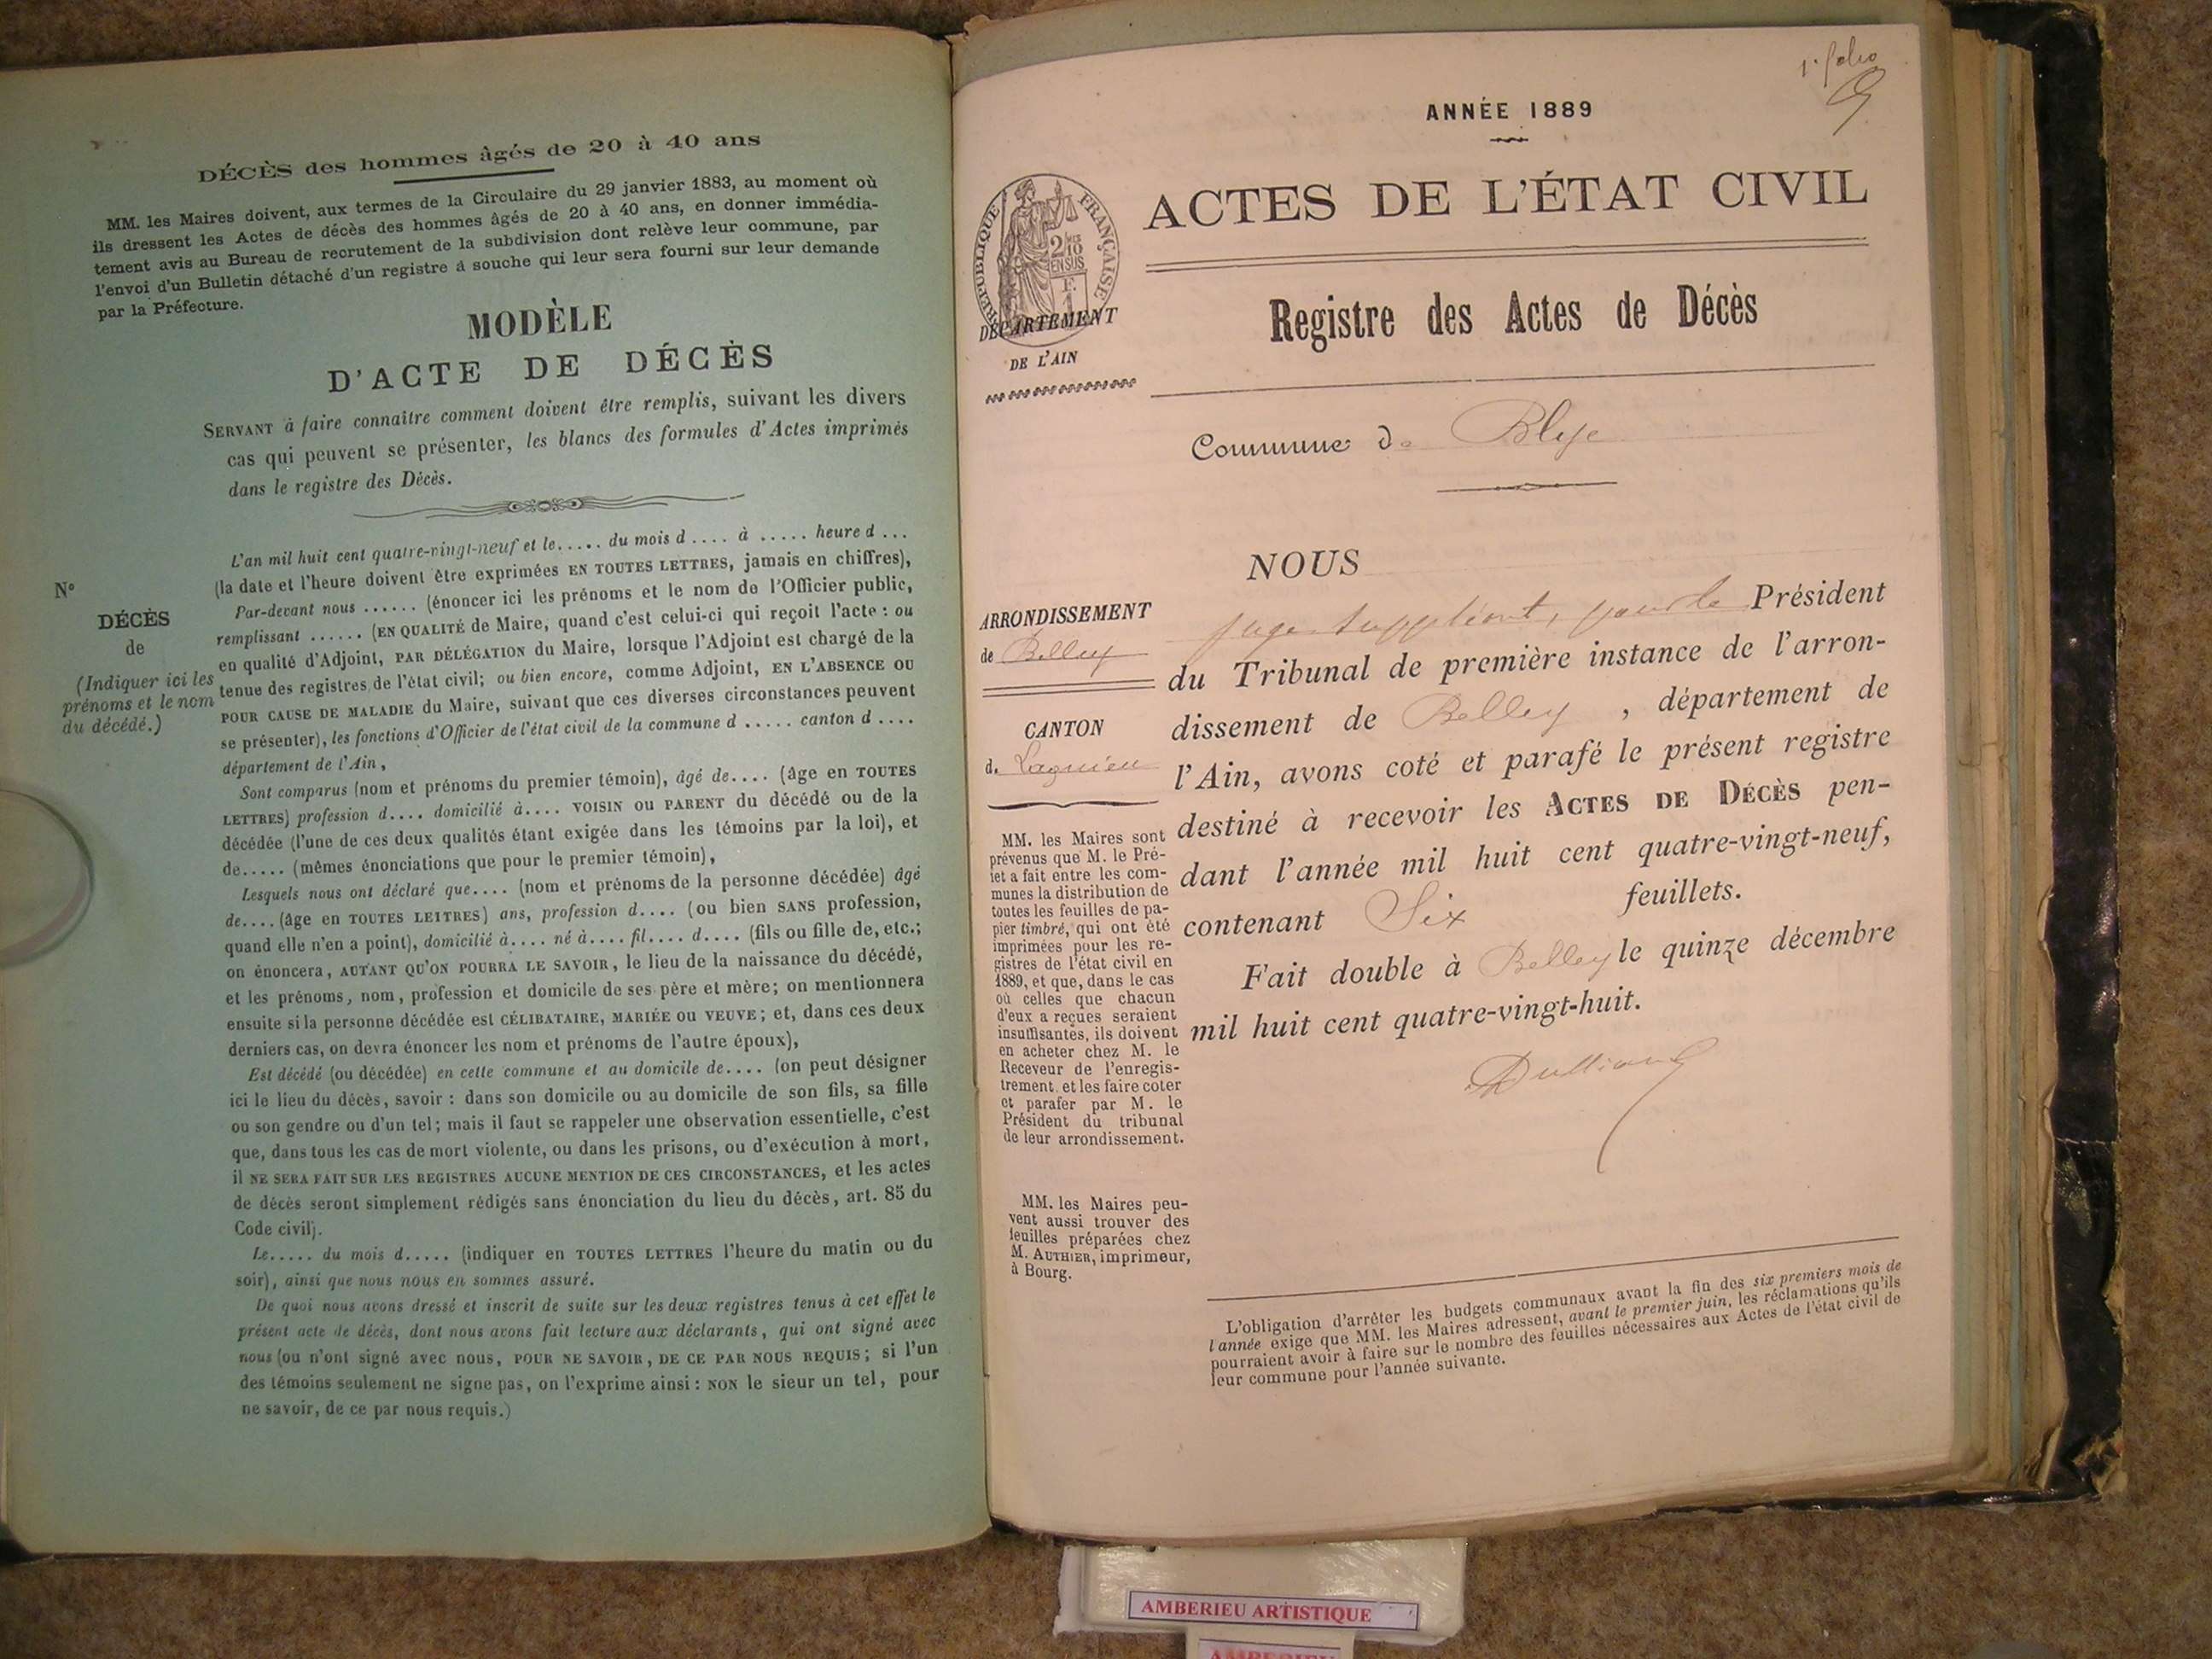 DÉCÈS des hommes âgés de 20 à 40 ans
MM. les Maires doivent, aux termes de la Circulaire du 29 janvier 1883, au moment où
ils dressent les Actes de décès des hommes âgés de 20 à 40 ans, en donner immédia-
tement avis au Bureau de recrutement de la subdivision dont relève leur commune, par
l'envoi d'un Bulletin détaché d'un registre à souche qui leur sera fourni sur leur demande
par la Préfecture.
MODÈLE
D'ACTE DE DÉCÈS
SERVANT à faire connaître comment doivent être remplis, suivant les divers
cas qui peuvent se présenter, les blancs des formules d'Actes imprimés
dans le registre des Décès.
N°
DÉCÈS
de
(Indiquer ici les
prénoms et le nom
du décédé.)
L'an mil huit cent quatre-vingt-neuf et le..... du mois d .... à ..... heure d ...
(la date et l'heure doivent être exprimées EN TOUTES LETTRES, jamais en chiffres),
Par-devant nous ...... (énoncer ici les prénoms et le nom de l'Officier public,
remplissant ...... (EN QUALITÉ de Maire, quand c'est celui-ci qui reçoit l'acte : ou
en qualité d'Adjoint, PAR DÉLÉGATION du Maire, lorsque l'Adjoint est chargé de la
tenue des registres de l'état civil; ou bien encore, comme Adjoint, EN L'ABSENCE OU
POUR CAUSE DE MALADIE du Maire, suivant que ces diverses circonstances peuvent
se présenter), les fonctions d'Officier de l'état civil de la commune d ..... canton d ....
département de l'Ain,
Sont comparus (nom et prénoms du premier témoin), âgé de.... (âge en TOUTES
LETTRES) profession d.... domicilié à.... VOISIN OU PARENT du décédé ou de la
décédée (l'une de ces deux qualités étant exigée dans les témoins par la loi), et
de..... (mêmes énonciations que pour le premier témoin),
Lesquels nous ont déclaré que.... (nom et prénoms de la personne décédée) âgé
de.... (âge en TOUTES LETTRES) ans, profession d.... (ou bien SANS profession,
quand elle n'en a point), domicilié à.... né à.... fil.... d.... (fils ou fille de, etc.;
on énoncera, AUTANT QU'ON POURRA LE SAVOIR, le lieu de la naissance du décédé,
et les prénoms, nom, profession et domicile de ses père et mère; on mentionnera
ensuite si la personne décédée est CÉLIBATAIRE, MARIÉE OU VEUVE; et, dans ces deux
derniers cas, on devra énoncer les nom et prénoms de l'autre époux),
Est décédé (ou décédée) en cette commune et au domicile de.... (on peut désigner
ici le lieu du décès, savoir : dans son domicile ou au domicile de son fils, sa fille
ou son gendre ou d'un tel; mais il faut se rappeler une observation essentielle, c'est
que, dans tous les cas de mort violente, ou dans les prisons, ou d'exécution à mort,
il NE SERA FAIT SUR LES REGISTRES AUCUNE MENTION DE CES CIRCONSTANCES, et les actes
de décès seront simplement rédigés sans énonciation du lieu du décès, art. 85 du
Code civil).
Le..... du mois d..... (indiquer en TOUTES LETTRES l'heure du matin ou du
soir), ainsi que nous nous en sommes assuré.
De quoi nous avons dressé et inscrit de suite sur les deux registres tenus à cet effet le
présent acte de décès, dont nous avons fait lecture aux déclarants, qui ont signé avec
nous (ou n'ont signé avec nous, POUR NE SAVOIR, DE CE PAR NOUS REQUIS; si l'un
des témoins seulement ne signe pas, on l'exprime ainsi : NON le sieur un tel, pour
ne savoir, de ce par nous requis.)
1er folio
ANNÉE 1889
ACTES DE L'ÉTAT CIVIL
RÉPUBLIQUE FRANÇAISE
2/10 EN SUS
DÉPARTEMENT
DE L'AIN
Registre des Actes de Décès
Commune de Blye
ARRONDISSEMENT
de Belley
CANTON
de Lagnieu
MM. les Maires sont
prévenus que M. le Pré-
fet a fait entre les com-
munes la distribution de
toutes les feuilles de pa-
pier timbré, qui ont été
imprimées pour les re-
gistres de l'état civil en
1889, et que, dans le cas
où celles que chacun
d'eux a reçues seraient
insuffisantes, ils doivent
en acheter chez M. le
Receveur de l'enregis-
trement, et les faire coter
et parafer par M. le
Président du tribunal
de leur arrondissement.
MM. les Maires peu-
vent aussi trouver des
feuilles préparées chez
M. AUTHIER, imprimeur,
à Bourg.
NOUS
juge suppléant, pour le Président
du Tribunal de première instance de l'arron-
dissement de Belley , département de
l'Ain, avons coté et parafé le présent registre
destiné à recevoir les ACTES DE DÉCÈS pen-
dant l'année mil huit cent quatre-vingt-neuf,
contenant Six feuillets.
Fait double à Belley le quinze décembre
mil huit cent quatre-vingt-huit.
L'obligation d'arrêter les budgets communaux avant la fin des six premiers mois de
l'année exige que MM. les Maires adressent, avant le premier juin, les réclamations qu'ils
pourraient avoir à faire sur le nombre des feuilles nécessaires aux Actes de l'état civil de
leur commune pour l'année suivante.
AMBERIEU ARTISTIQUE
AMBERIEU